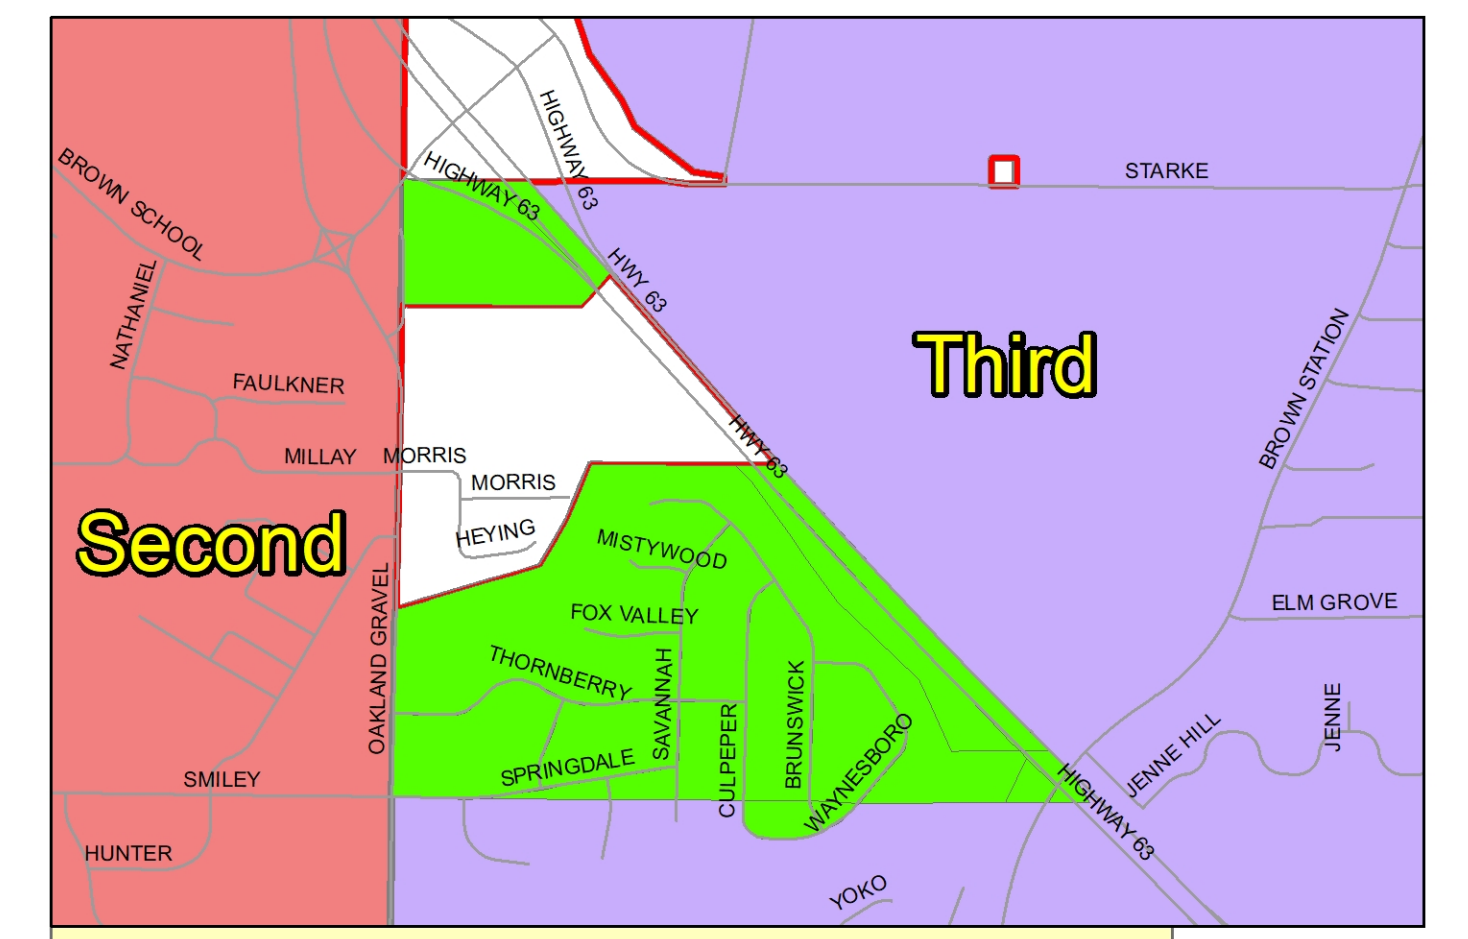 HIGHWAY 63
BROWN SCHOOL
HIGHWAY 63
STARKE
HWY 63
NATHANIEL
Third
BROWN STATION
FAULKNER
MILLAY
MORRIS
HWY 63
MORRIS
Second
HEYING
MISTYWOOD
OAKLAND GRAVEL
FOX VALLEY
ELM GROVE
THORNBERRY
SAVANNAH
CULPEPER
BRUNSWICK
WAYNESBORO
JENNE HILL
JENNE
SMILEY
SPRINGDALE
HIGHWAY 63
HUNTER
YOKO